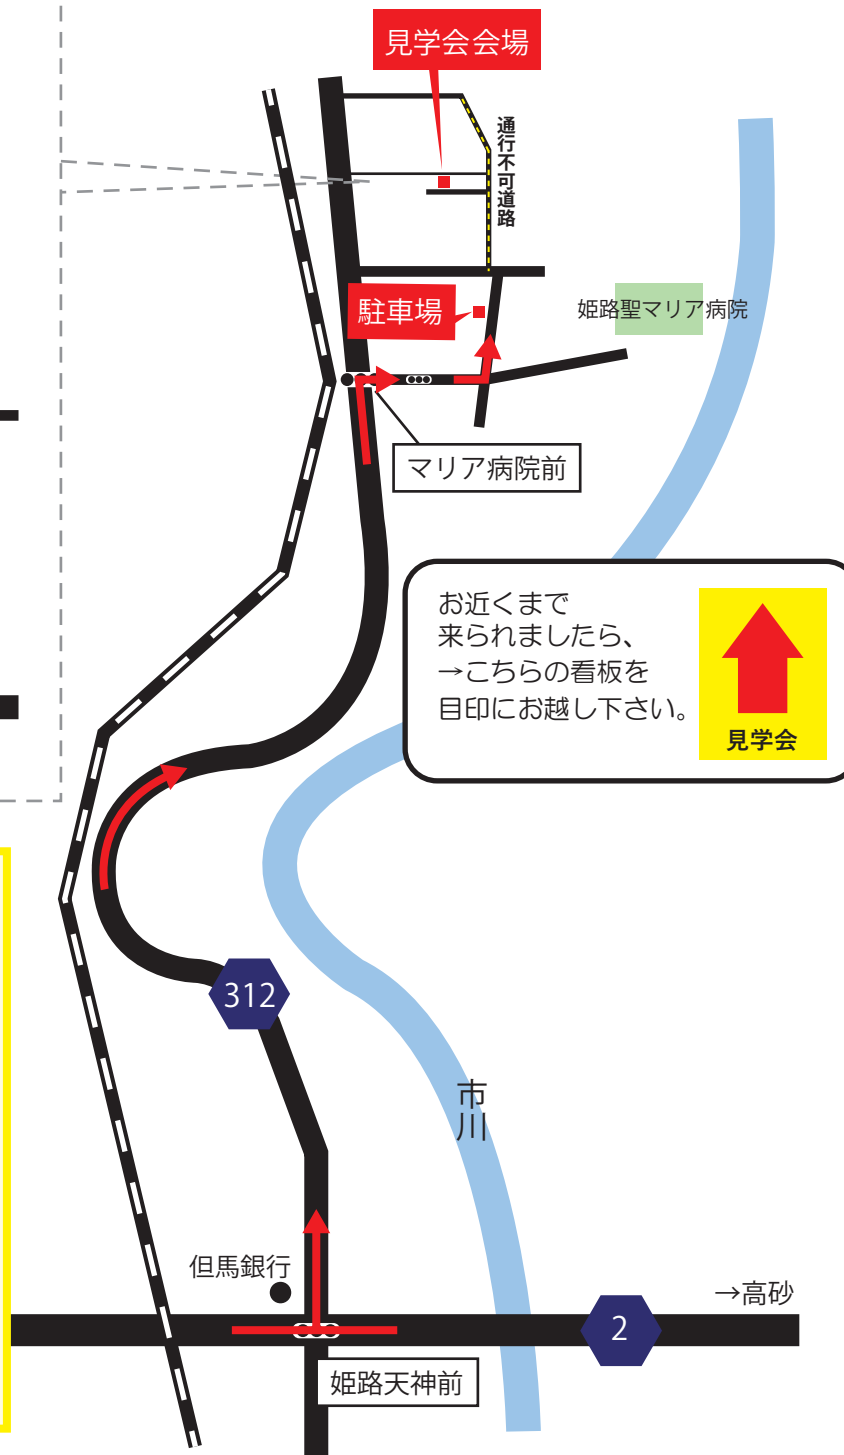 見学会会場
通行不可道路
駐車場
姫路聖マリア病院
マリア病院前
お近くまで
来られましたら、
→こちらの看板を
目印にお越し下さい。
見学会
312
市川
但馬銀行
→高砂
2
姫路天神前